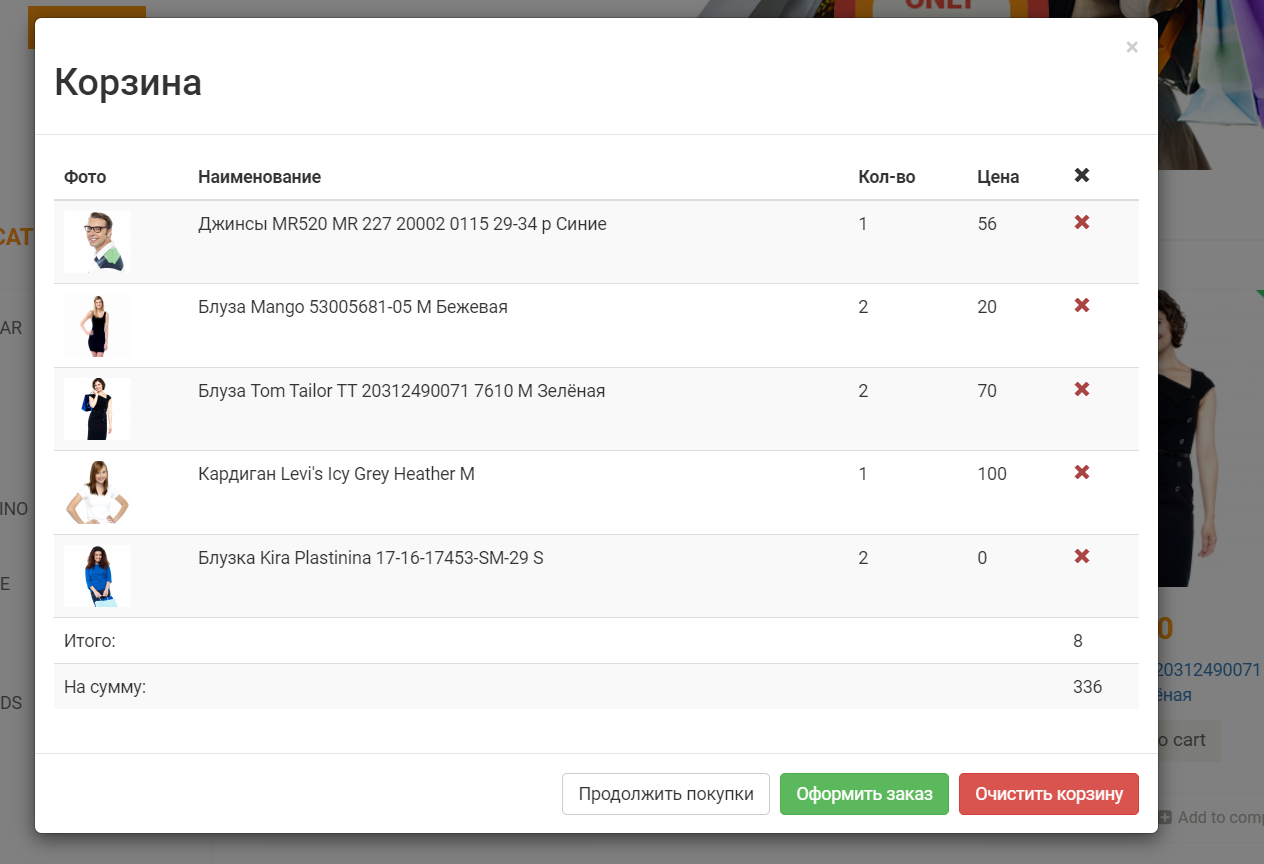 ONLY
×
Корзина
Фото Наименование Кол-во Цена
Джинсы MR520 MR 227 20002 0115 29-34 р Синие 1 56
Блуза Mango 53005681-05 M Бежевая 2 20
Блуза Tom Tailor TT 20312490071 7610 M Зелёная 2 70
Кардиган Levi's Icy Grey Heather M 1 100
Блузка Kira Plastinina 17-16-17453-SM-29 S 2 0
Итого: 8
На сумму: 336
Продолжить покупки Оформить заказ Очистить корзину
CAT
AR
INO
E
DS
0
20312490071
ёная
o cart
Add to comp